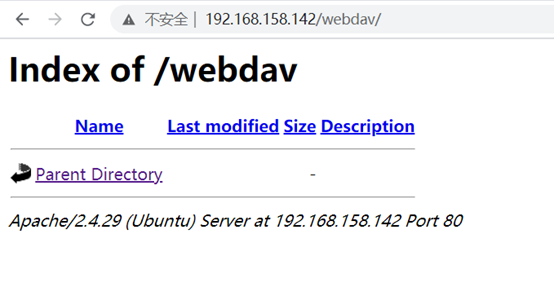 不安全 | 192.168.158.142/webdav/
Index of /webdav
Name Last modified Size Description
Parent Directory -
Apache/2.4.29 (Ubuntu) Server at 192.168.158.142 Port 80